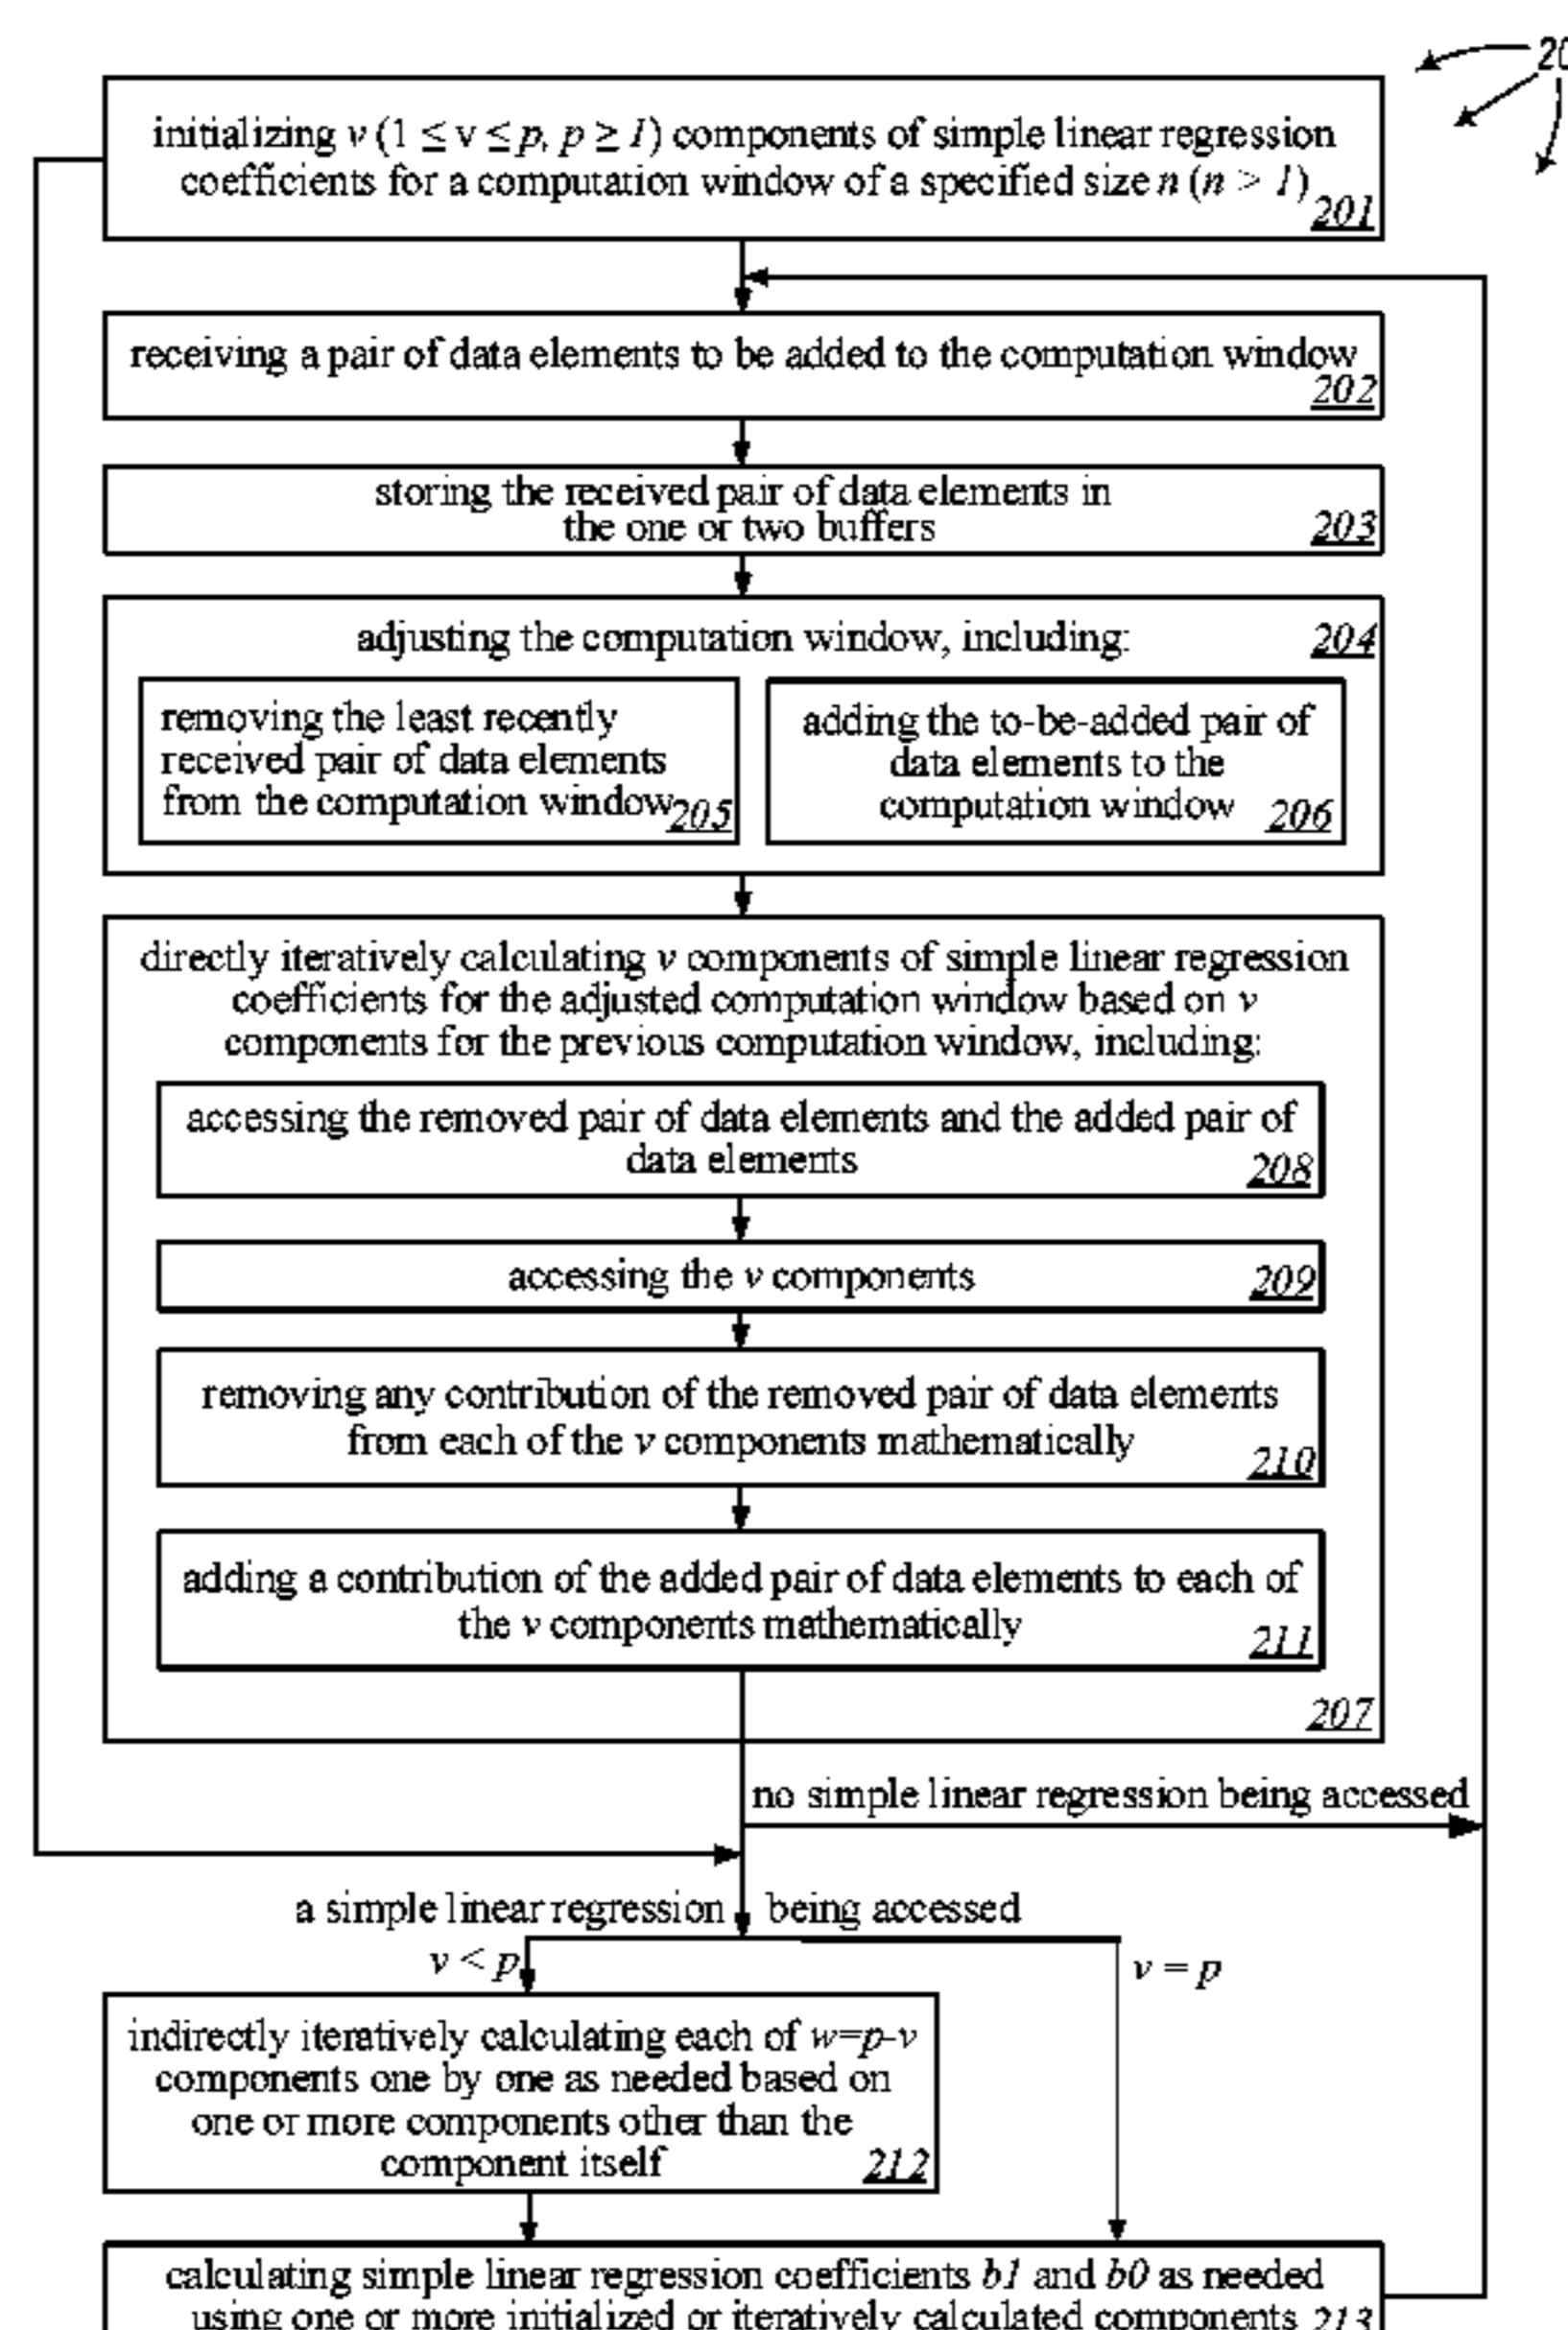 20
initializing v (1 ≤ v ≤ p, p ≥ 1) components of simple linear regression
coefficients for a computation window of a specified size n (n > 1)
201
receiving a pair of data elements to be added to the computation window
202
storing the received pair of data elements in
the one or two buffers
203
adjusting the computation window, including:
204
removing the least recently
received pair of data elements
from the computation window
205
adding the to-be-added pair of
data elements to the
computation window
206
directly iteratively calculating v components of simple linear regression
coefficients for the adjusted computation window based on v
components for the previous computation window, including:
accessing the removed pair of data elements and the added pair of
data elements
208
accessing the v components
209
removing any contribution of the removed pair of data elements
from each of the v components mathematically
210
adding a contribution of the added pair of data elements to each of
the v components mathematically
211
207
no simple linear regression being accessed
a simple linear regression being accessed
v < p
v = p
indirectly iteratively calculating each of w=p-v
components one by one as needed based on
one or more components other than the
component itself
212
calculating simple linear regression coefficients b1 and b0 as needed
using one or more initialized or iteratively calculated components
213